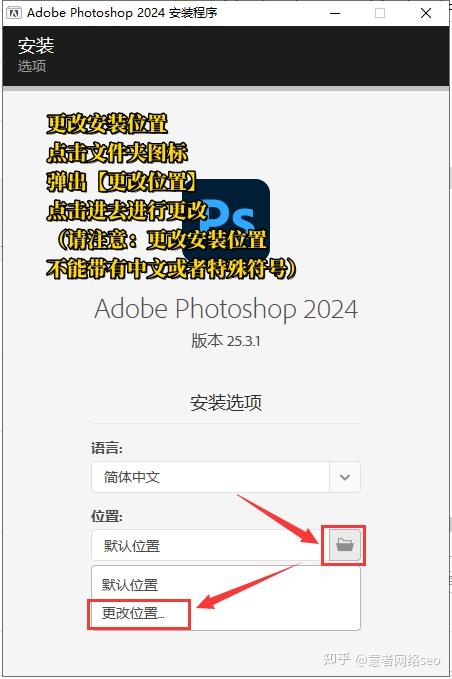 Adobe Photoshop 2024 安装程序
安装
选项
更改安装位置
点击文件夹图标
弹出【更改位置】
点击进去进行更改
（请注意：更改安装位置
不能带有中文或者特殊符号）
Ps
Adobe Photoshop 2024
版本 25.3.1
安装选项
语言:
简体中文
位置:
默认位置
默认位置
更改位置...
知乎 @意者网络seo